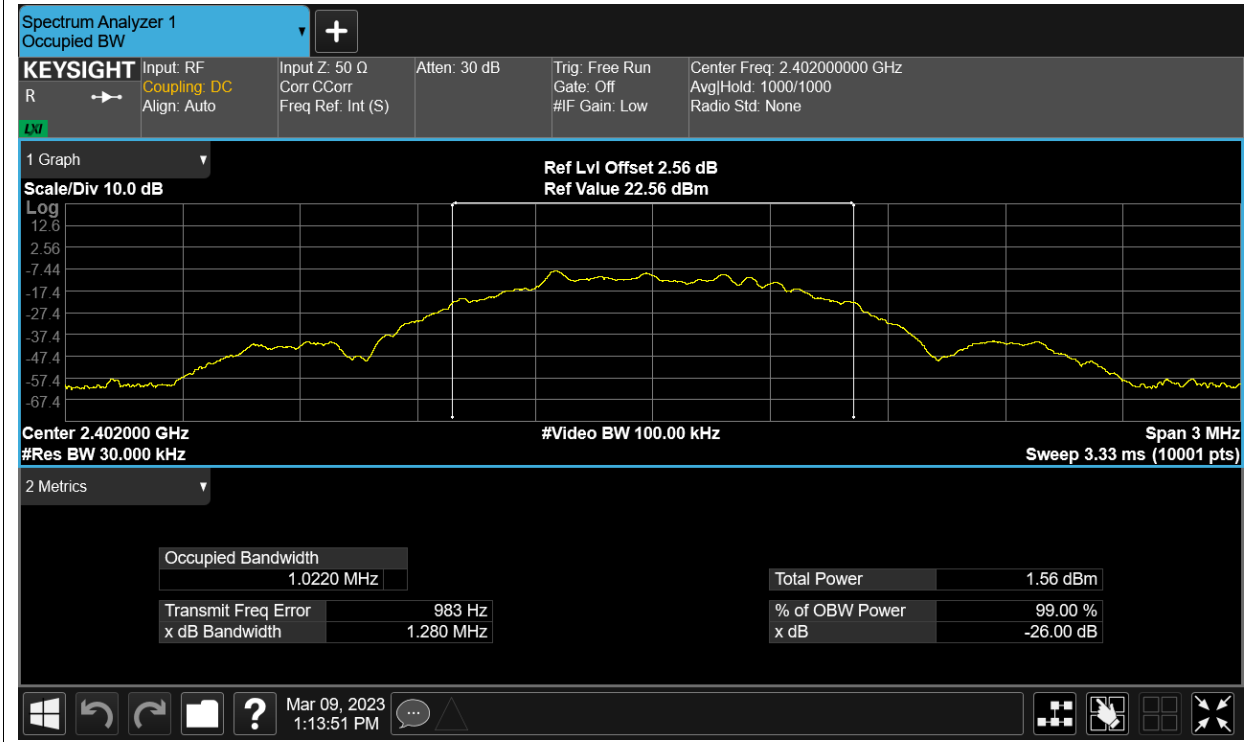 Spectrum Analyzer 1
Occupied BW
KEYSIGHT
R
LXI
Input: RF
Coupling: DC
Align: Auto
Input Z: 50 Ω
Corr CCorr
Freq Ref: Int (S)
Atten: 30 dB
Trig: Free Run
Gate: Off
#IF Gain: Low
Center Freq: 2.402000000 GHz
Avg|Hold: 1000/1000
Radio Std: None
1 Graph
Scale/Div 10.0 dB
Ref Lvl Offset 2.56 dB
Ref Value 22.56 dBm
Log
12.6
2.56
-7.44
-17.4
-27.4
-37.4
-47.4
-57.4
-67.4
Center 2.402000 GHz
#Video BW 100.00 kHz
Span 3 MHz
#Res BW 30.000 kHz
Sweep 3.33 ms (10001 pts)
2 Metrics
Occupied Bandwidth
1.0220 MHz
Total Power 1.56 dBm
Transmit Freq Error 983 Hz
% of OBW Power 99.00 %
x dB Bandwidth 1.280 MHz
x dB -26.00 dB
?
Mar 09, 2023
1:13:51 PM